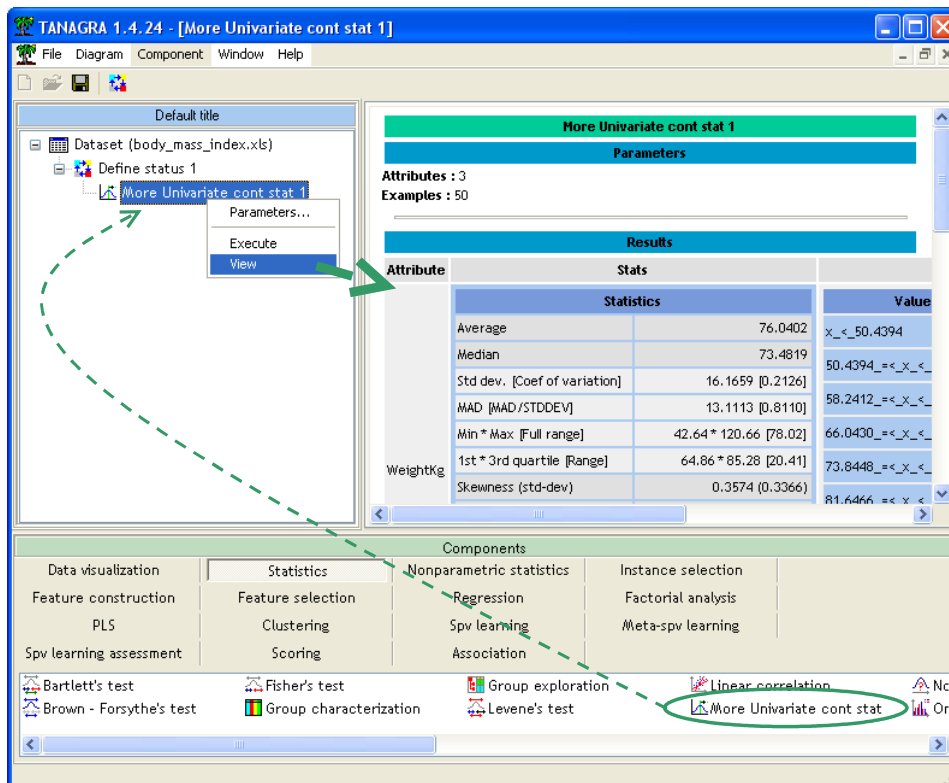 TANAGRA 1.4.24 - [More Univariate cont stat 1]
File Diagram Component Window Help
Default title
Dataset (body_mass_index.xls)
Define status 1
More Univariate cont stat 1
Parameters...
Execute
View
More Univariate cont stat 1
Parameters
Attributes : 3
Examples : 50
Results
Attribute Stats
Statistics Value
WeightKg
Average 76.0402
Median 73.4819
Std dev. [Coef of variation] 16.1659 [0.2126]
MAD [MAD/STDDEV] 13.1113 [0.8110]
Min * Max [Full range] 42.64 * 120.66 [78.02]
1st * 3rd quartile [Range] 64.86 * 85.28 [20.41]
Skewness (std-dev) 0.3574 (0.3366)
x_<_50.4394
50.4394_=<_x_<_
58.2412_=<_x_<_
66.0430_=<_x_<_
73.8448_=<_x_<_
81.6466_=<_x_<_
Components
Data visualization Statistics Nonparametric statistics Instance selection
Feature construction Feature selection Regression Factorial analysis
PLS Clustering Spv learning Meta-spv learning
Spv learning assessment Scoring Association
Bartlett's test Fisher's test Group exploration Linear correlation No
Brown - Forsythe's test Group characterization Levene's test More Univariate cont stat Or